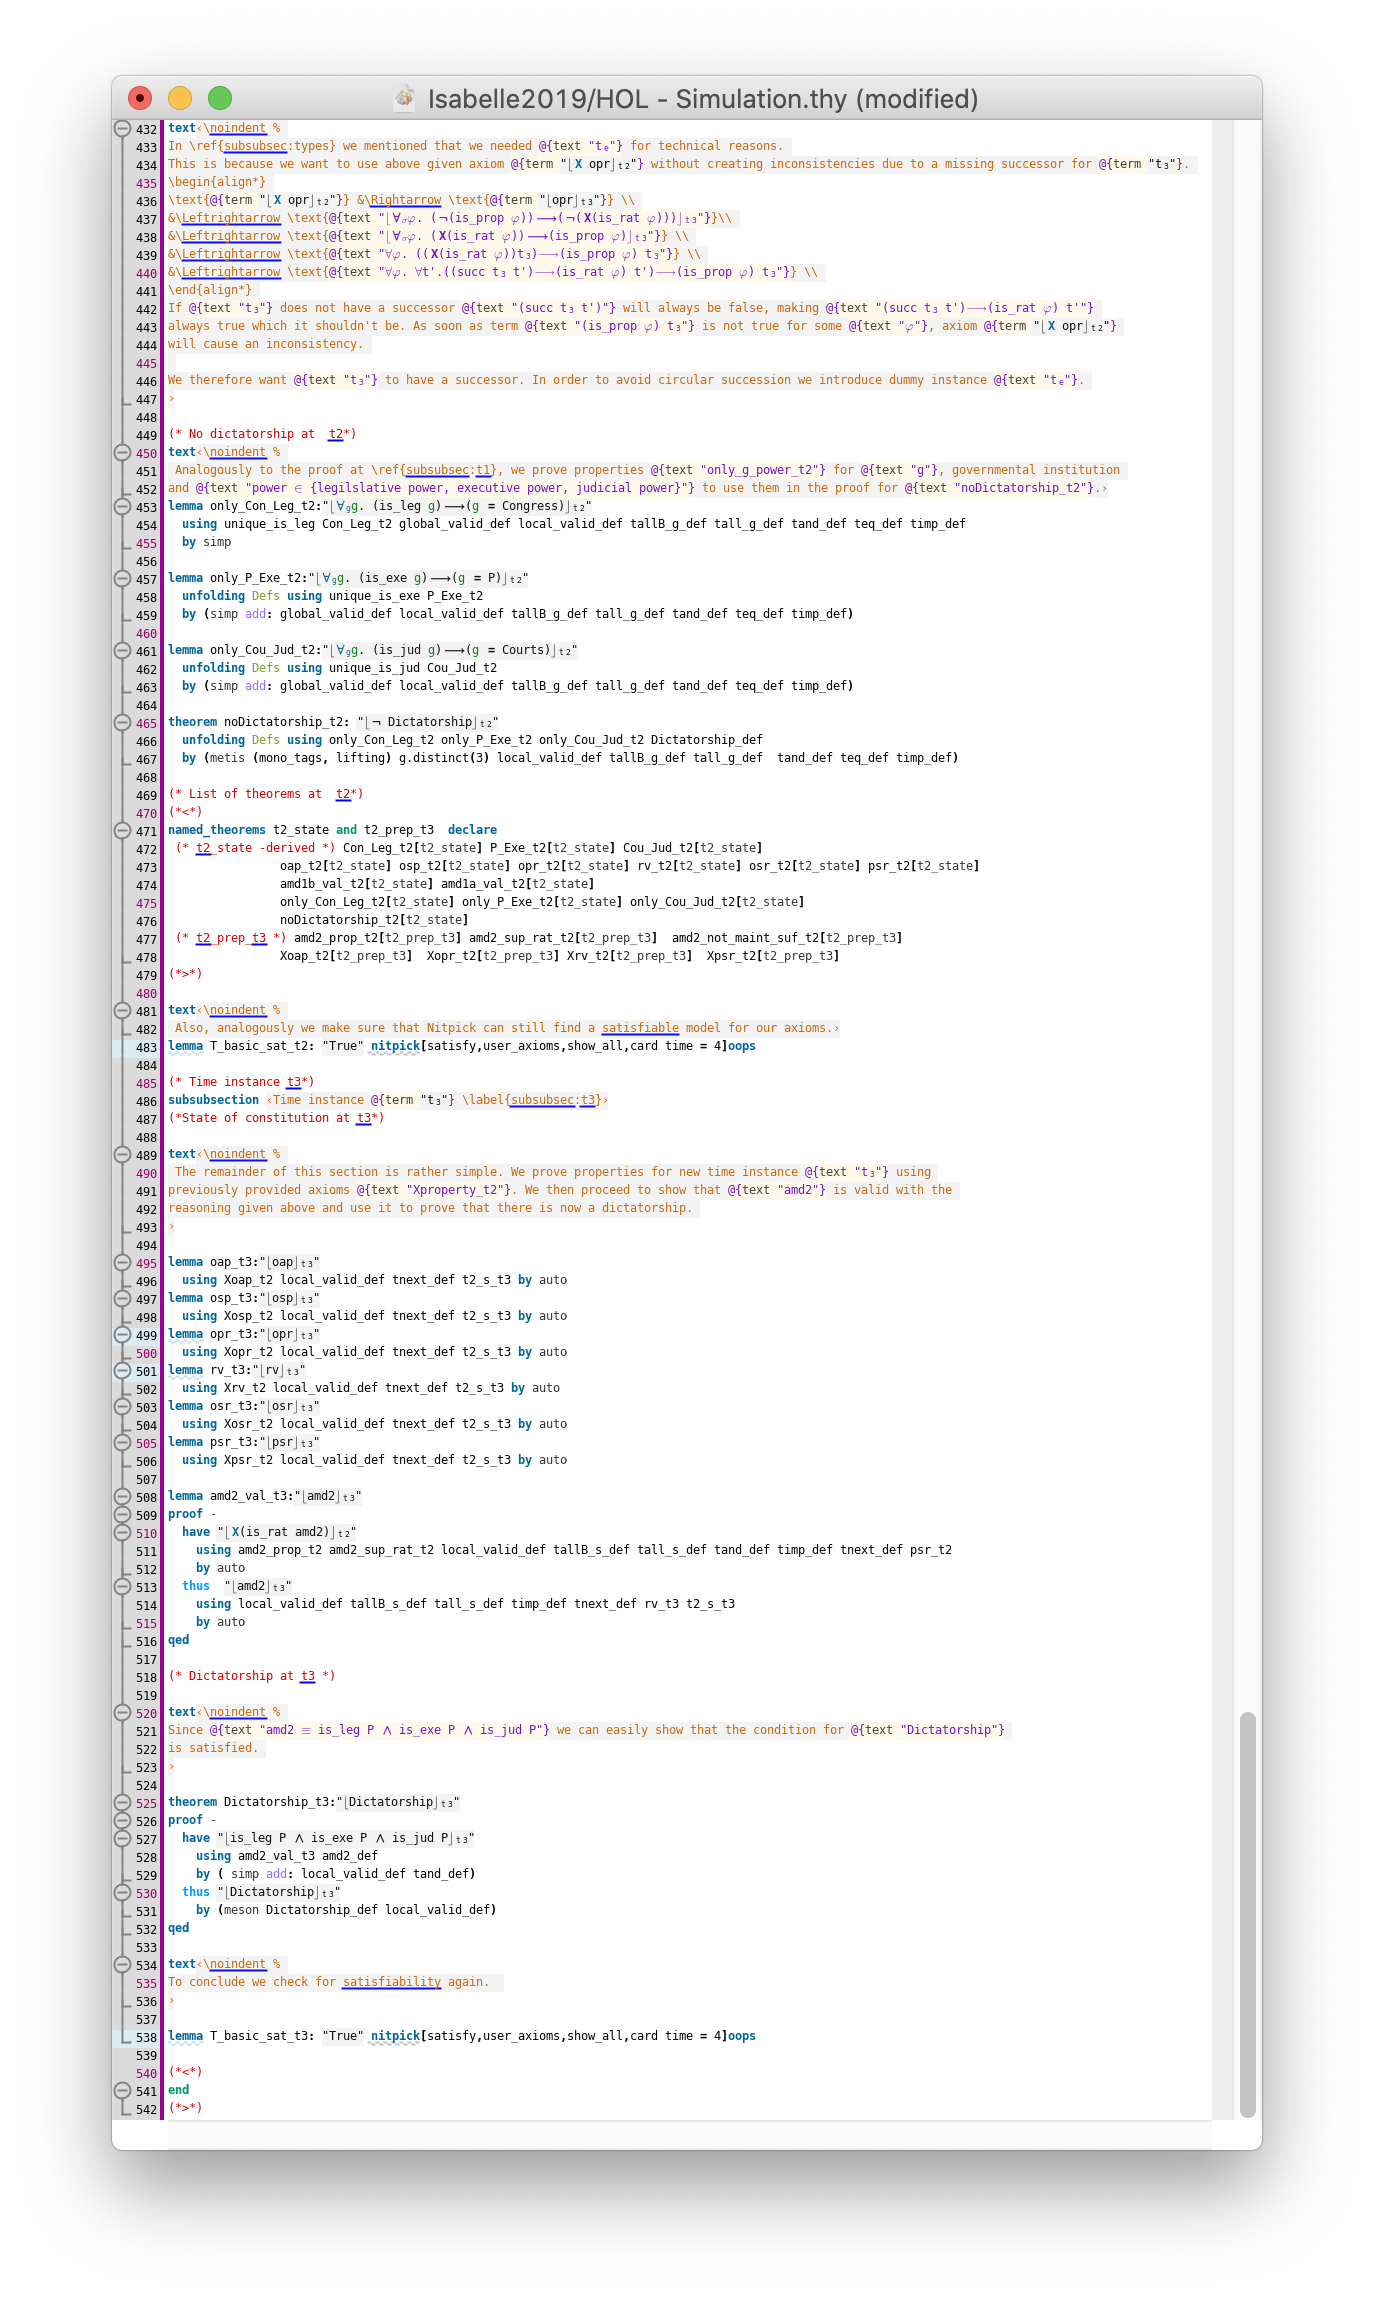 Isabelle2019/HOL - Simulation.thy (modified)
432 text‹\noindent %
433 In \ref{subsubsec:types} we mentioned that we needed @{text "tₑ"} for technical reasons.
434 This is because we want to use above given axiom @{term "⌊X opr⌋ₜ₂"} without creating inconsistencies due to a missing successor for @{term "t₃"}.
435 \begin{align*}
436 \text{@{term "⌊X opr⌋ₜ₂"}} &\Rightarrow \text{@{term "⌊opr⌋ₜ₃"}} \\
437 &\Leftrightarrow \text{@{text "⌊∀σφ. (¬(is_prop φ))⟶(¬(X(is_rat φ)))⌋ₜ₃"}}\\
438 &\Leftrightarrow \text{@{text "⌊∀σφ. (X(is_rat φ))⟶(is_prop φ)⌋ₜ₃"}} \\
439 &\Leftrightarrow \text{@{text "∀φ. ((X(is_rat φ))t₃)⟶(is_prop φ) t₃"}} \\
440 &\Leftrightarrow \text{@{text "∀φ. ∀t'.((succ t₃ t')⟶(is_rat φ) t')⟶(is_prop φ) t₃"}} \\
441 \end{align*}
442 If @{text "t₃"} does not have a successor @{text "(succ t₃ t')"} will always be false, making @{text "(succ t₃ t')⟶(is_rat φ) t'"}
443 always true which it shouldn't be. As soon as term @{text "(is_prop φ) t₃"} is not true for some @{text "φ"}, axiom @{term "⌊X opr⌋ₜ₂"}
444 will cause an inconsistency.
445
446 We therefore want @{text "t₃"} to have a successor. In order to avoid circular succession we introduce dummy instance @{text "tₑ"}.
447 ›
448
449 (* No dictatorship at  t2*)
450 text‹\noindent %
451  Analogously to the proof at \ref{subsubsec:t1}, we prove properties @{text "only_g_power_t2"} for @{text "g"}, governmental institution
452 and @{text "power ∈ {legilslative power, executive power, judicial power}"} to use them in the proof for @{text "noDictatorship_t2"}.›
453 lemma only_Con_Leg_t2:"⌊∀gg. (is_leg g)⟶(g = Congress)⌋ₜ₂"
454   using unique_is_leg Con_Leg_t2 global_valid_def local_valid_def tallB_g_def tall_g_def tand_def teq_def timp_def
455   by simp
456
457 lemma only_P_Exe_t2:"⌊∀gg. (is_exe g)⟶(g = P)⌋ₜ₂"
458   unfolding Defs using unique_is_exe P_Exe_t2
459   by (simp add: global_valid_def local_valid_def tallB_g_def tall_g_def tand_def teq_def timp_def)
460
461 lemma only_Cou_Jud_t2:"⌊∀gg. (is_jud g)⟶(g = Courts)⌋ₜ₂"
462   unfolding Defs using unique_is_jud Cou_Jud_t2
463   by (simp add: global_valid_def local_valid_def tallB_g_def tall_g_def tand_def teq_def timp_def)
464
465 theorem noDictatorship_t2: "⌊¬ Dictatorship⌋ₜ₂"
466   unfolding Defs using only_Con_Leg_t2 only_P_Exe_t2 only_Cou_Jud_t2 Dictatorship_def
467   by (metis (mono_tags, lifting) g.distinct(3) local_valid_def tallB_g_def tall_g_def  tand_def teq_def timp_def)
468
469 (* List of theorems at  t2*)
470 (*<*)
471 named_theorems t2_state and t2_prep_t3  declare
472  (* t2_state -derived *) Con_Leg_t2[t2_state] P_Exe_t2[t2_state] Cou_Jud_t2[t2_state]
473                 oap_t2[t2_state] osp_t2[t2_state] opr_t2[t2_state] rv_t2[t2_state] osr_t2[t2_state] psr_t2[t2_state]
474                 amd1b_val_t2[t2_state] amd1a_val_t2[t2_state]
475                 only_Con_Leg_t2[t2_state] only_P_Exe_t2[t2_state] only_Cou_Jud_t2[t2_state]
476                 noDictatorship_t2[t2_state]
477  (* t2_prep_t3 *) amd2_prop_t2[t2_prep_t3] amd2_sup_rat_t2[t2_prep_t3]  amd2_not_maint_suf_t2[t2_prep_t3]
478                 Xoap_t2[t2_prep_t3]  Xopr_t2[t2_prep_t3] Xrv_t2[t2_prep_t3]  Xpsr_t2[t2_prep_t3]
479 (*>*)
480
481 text‹\noindent %
482  Also, analogously we make sure that Nitpick can still find a satisfiable model for our axioms.›
483 lemma T_basic_sat_t2: "True" nitpick[satisfy,user_axioms,show_all,card time = 4]oops
484
485 (* Time instance t3*)
486 subsubsection ‹Time instance @{term "t₃"} \label{subsubsec:t3}›
487 (*State of constitution at t3*)
488
489 text‹\noindent %
490  The remainder of this section is rather simple. We prove properties for new time instance @{text "t₃"} using
491 previously provided axioms @{text "Xproperty_t2"}. We then proceed to show that @{text "amd2"} is valid with the
492 reasoning given above and use it to prove that there is now a dictatorship.
493 ›
494
495 lemma oap_t3:"⌊oap⌋ₜ₃"
496   using Xoap_t2 local_valid_def tnext_def t2_s_t3 by auto
497 lemma osp_t3:"⌊osp⌋ₜ₃"
498   using Xosp_t2 local_valid_def tnext_def t2_s_t3 by auto
499 lemma opr_t3:"⌊opr⌋ₜ₃"
500   using Xopr_t2 local_valid_def tnext_def t2_s_t3 by auto
501 lemma rv_t3:"⌊rv⌋ₜ₃"
502   using Xrv_t2 local_valid_def tnext_def t2_s_t3 by auto
503 lemma osr_t3:"⌊osr⌋ₜ₃"
504   using Xosr_t2 local_valid_def tnext_def t2_s_t3 by auto
505 lemma psr_t3:"⌊psr⌋ₜ₃"
506   using Xpsr_t2 local_valid_def tnext_def t2_s_t3 by auto
507
508 lemma amd2_val_t3:"⌊amd2⌋ₜ₃"
509 proof -
510   have "⌊X(is_rat amd2)⌋ₜ₂"
511     using amd2_prop_t2 amd2_sup_rat_t2 local_valid_def tallB_s_def tall_s_def tand_def timp_def tnext_def psr_t2
512     by auto
513   thus  "⌊amd2⌋ₜ₃"
514     using local_valid_def tallB_s_def tall_s_def timp_def tnext_def rv_t3 t2_s_t3
515     by auto
516 qed
517
518 (* Dictatorship at t3 *)
519
520 text‹\noindent %
521 Since @{text "amd2 ≡ is_leg P ∧ is_exe P ∧ is_jud P"} we can easily show that the condition for @{text "Dictatorship"}
522 is satisfied.
523 ›
524
525 theorem Dictatorship_t3:"⌊Dictatorship⌋ₜ₃"
526 proof -
527   have "⌊is_leg P ∧ is_exe P ∧ is_jud P⌋ₜ₃"
528     using amd2_val_t3 amd2_def
529     by ( simp add: local_valid_def tand_def)
530   thus "⌊Dictatorship⌋ₜ₃"
531     by (meson Dictatorship_def local_valid_def)
532 qed
533
534 text‹\noindent %
535 To conclude we check for satisfiability again.
536 ›
537
538 lemma T_basic_sat_t3: "True" nitpick[satisfy,user_axioms,show_all,card time = 4]oops
539
540 (*<*)
541 end
542 (*>*)